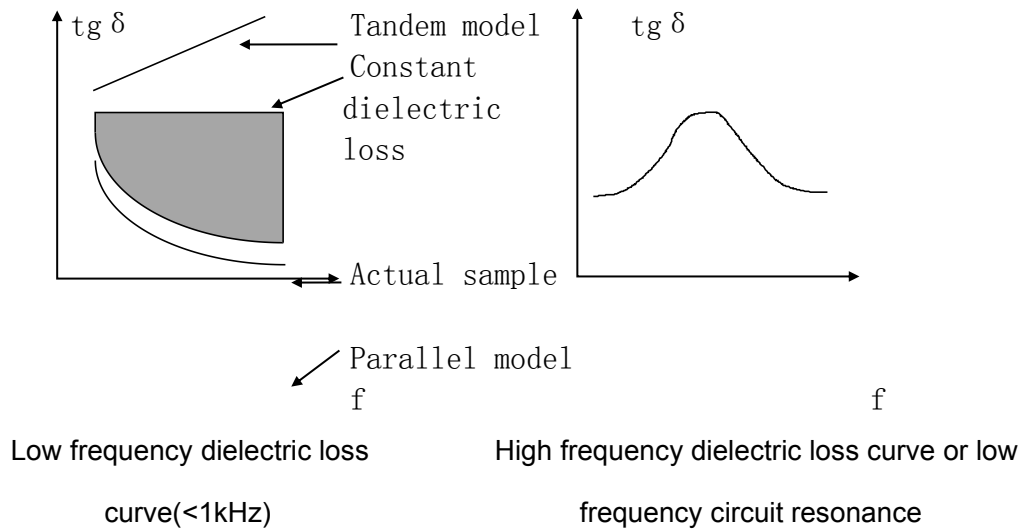 tg δ
Tandem model
Constant
dielectric
loss
Actual sample
Parallel model
f
Low frequency dielectric loss
curve(<1kHz)
tg δ
f
High frequency dielectric loss curve or low
frequency circuit resonance